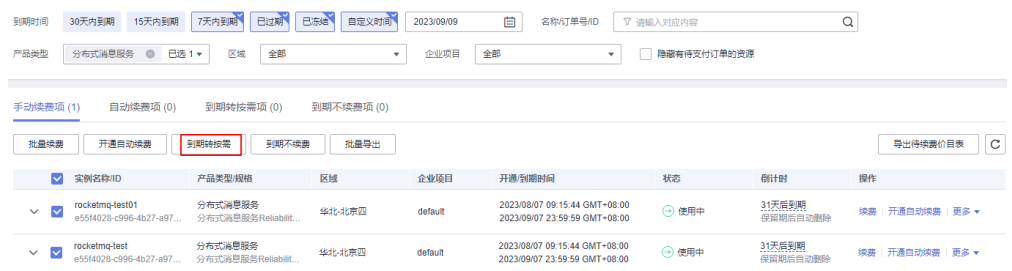 到期时间 30天内到期 15天内到期 7天内到期 已过期 已冻结 自定义时间 2023/09/09 名称/订单号/ID 请输入对应内容
产品类型 分布式消息服务 已选 1 区域 全部 企业项目 全部 隐藏有待支付订单的资源
手动续费项 (1) 自动续费项 (0) 到期转按需项 (0) 到期不续费项 (0)
批量续费 开通自动续费 到期转按需 到期不续费 批量导出 导出待续费价目表
实例名称/ID 产品类型/规格 区域 企业项目 开通/到期时间 状态 倒计时 操作
rocketmq-test01 分布式消息服务 华北-北京四 default 2023/08/07 09:15:44 GMT+08:00 使用中 31天后到期 续费 开通自动续费 更多
e55f4028-c996-4b27-a97... 分布式消息服务Reliabilit... 2023/09/07 23:59:59 GMT+08:00 保留期后自动删除
rocketmq-test 分布式消息服务 华北-北京四 default 2023/08/07 09:15:44 GMT+08:00 使用中 31天后到期 续费 开通自动续费 更多
e55f4028-c996-4b27-a97... 分布式消息服务Reliabilit... 2023/09/07 23:59:59 GMT+08:00 保留期后自动删除